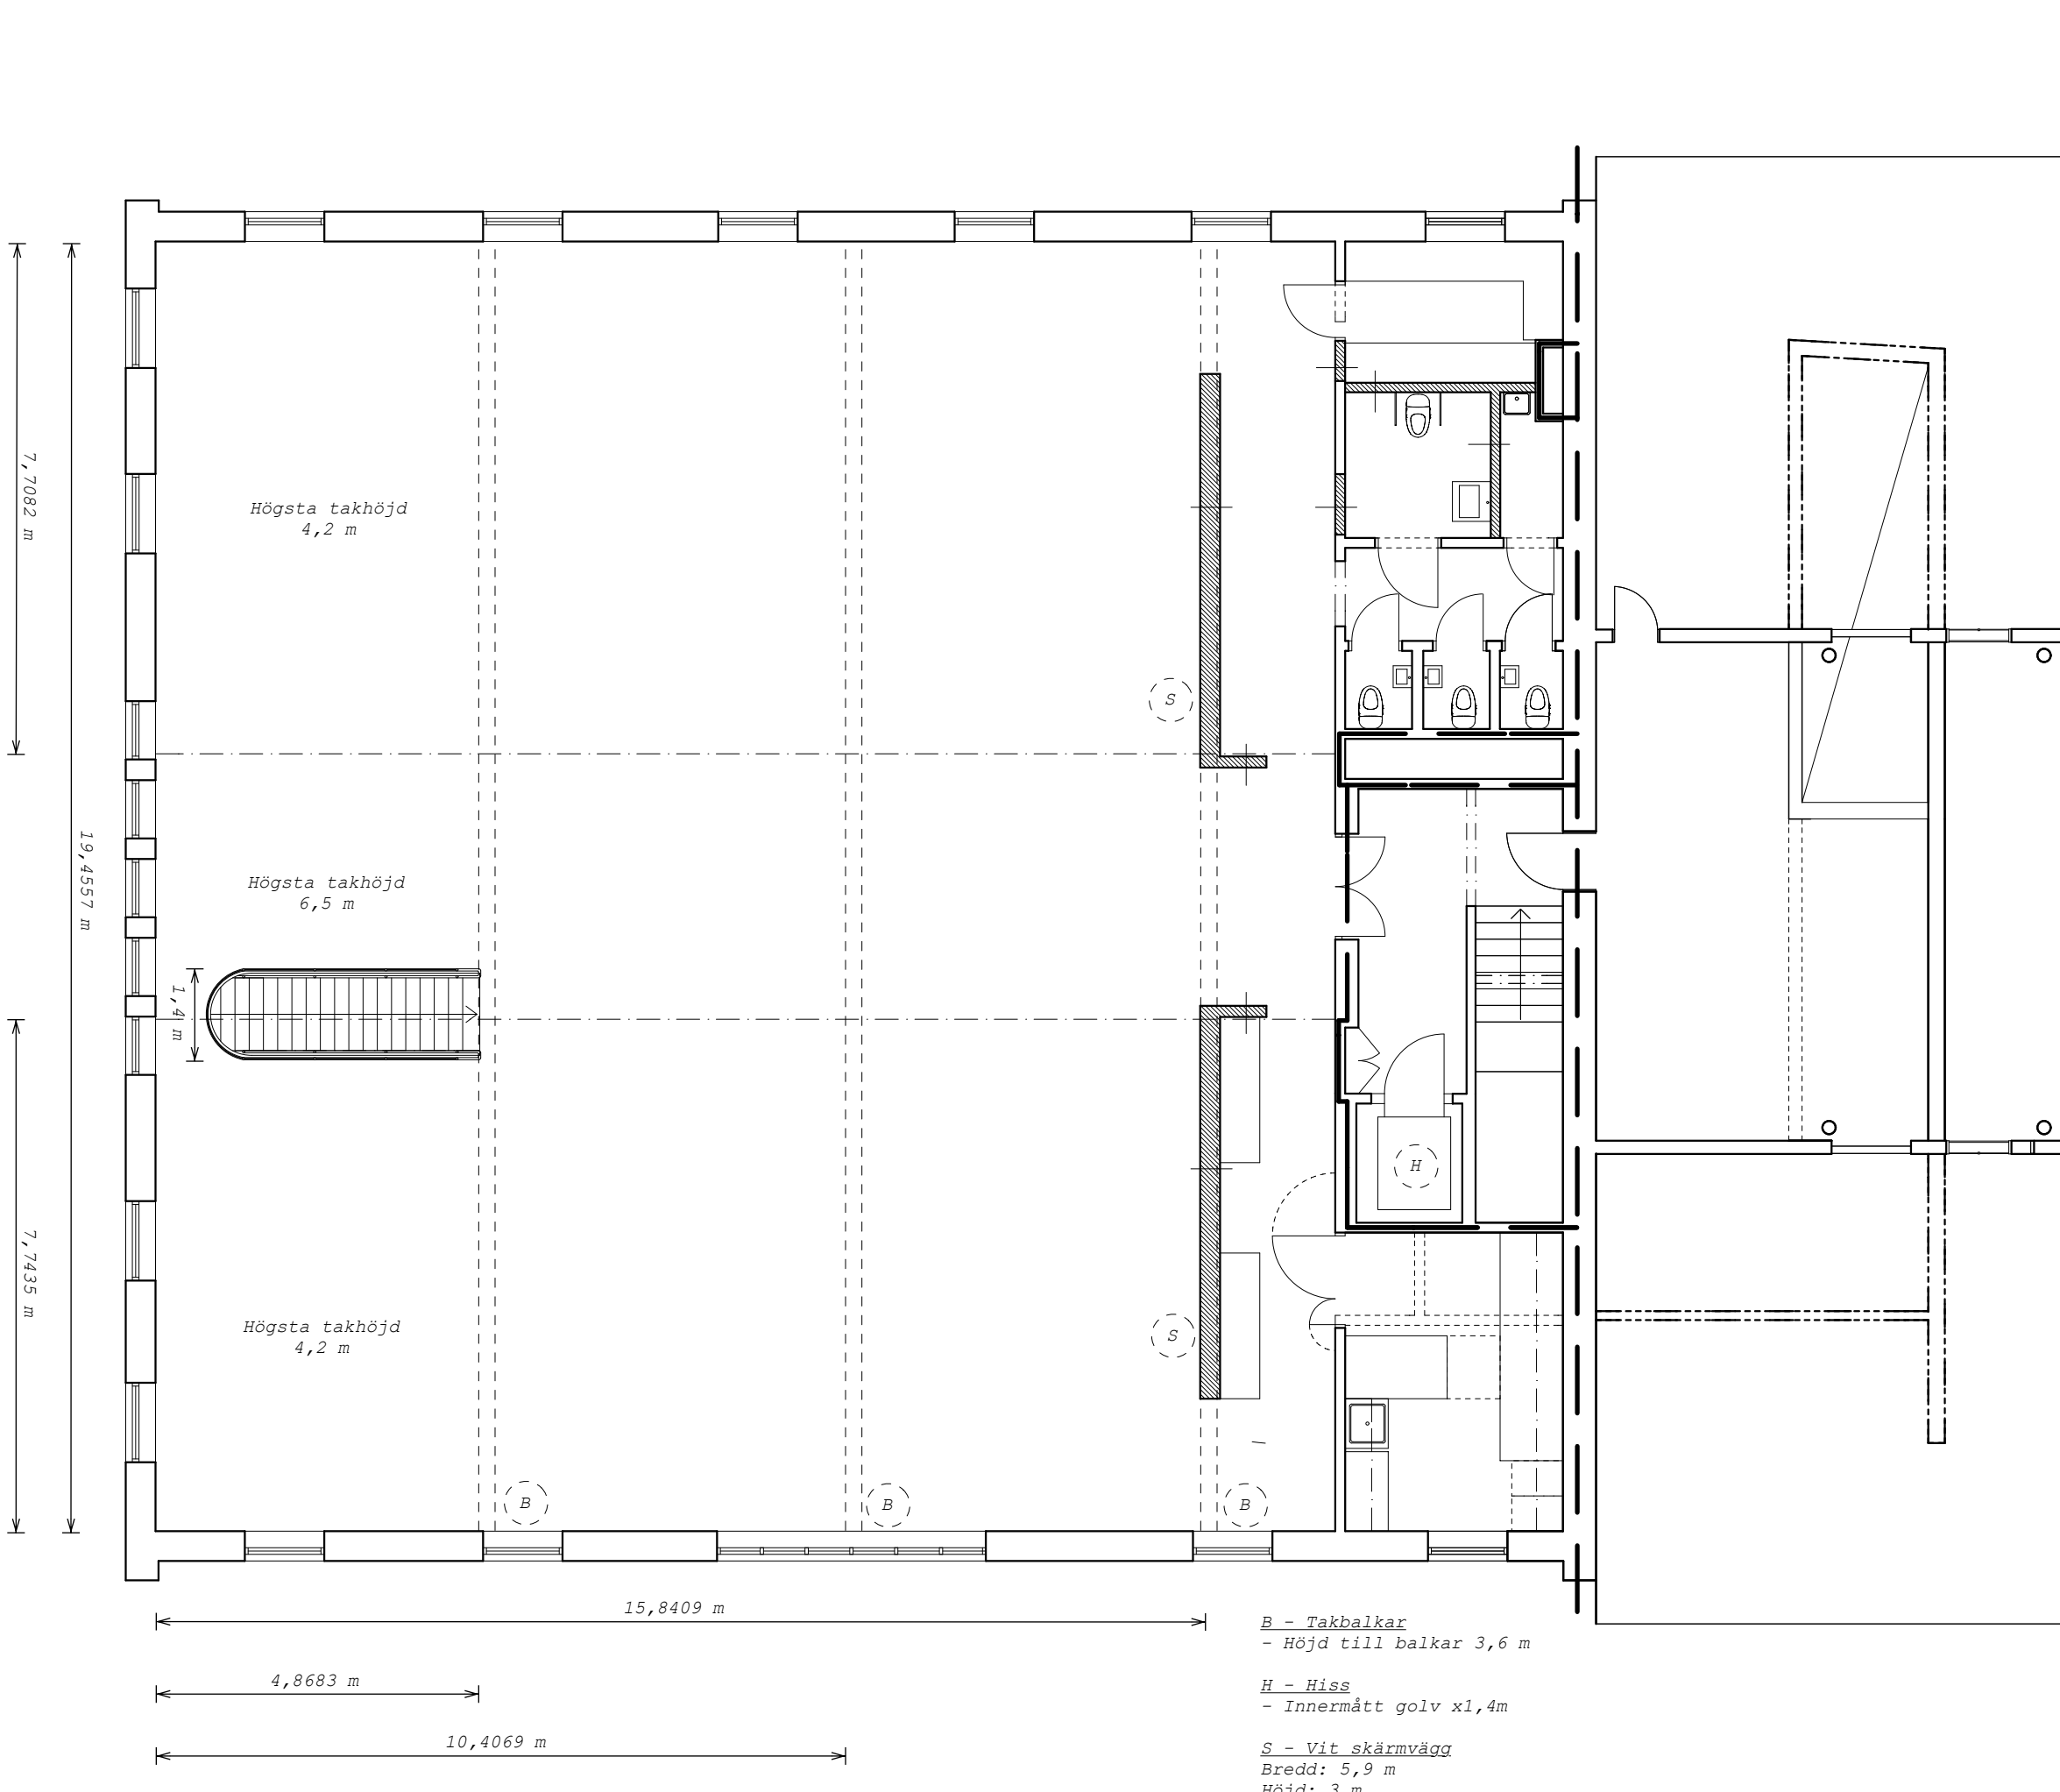 Högsta takhöjd
4,2 m
7,7082 m
S
19,4557 m
Högsta takhöjd
6,5 m
1,4 m
H
7,7435 m
Högsta takhöjd
4,2 m
S
B
B
B
15,8409 m
4,8683 m
10,4069 m
B - Takbalkar
- Höjd till balkar 3,6 m
H - Hiss
- Innermått golv x1,4m
S - Vit skärmvägg
Bredd: 5,9 m
Höjd: 3 m